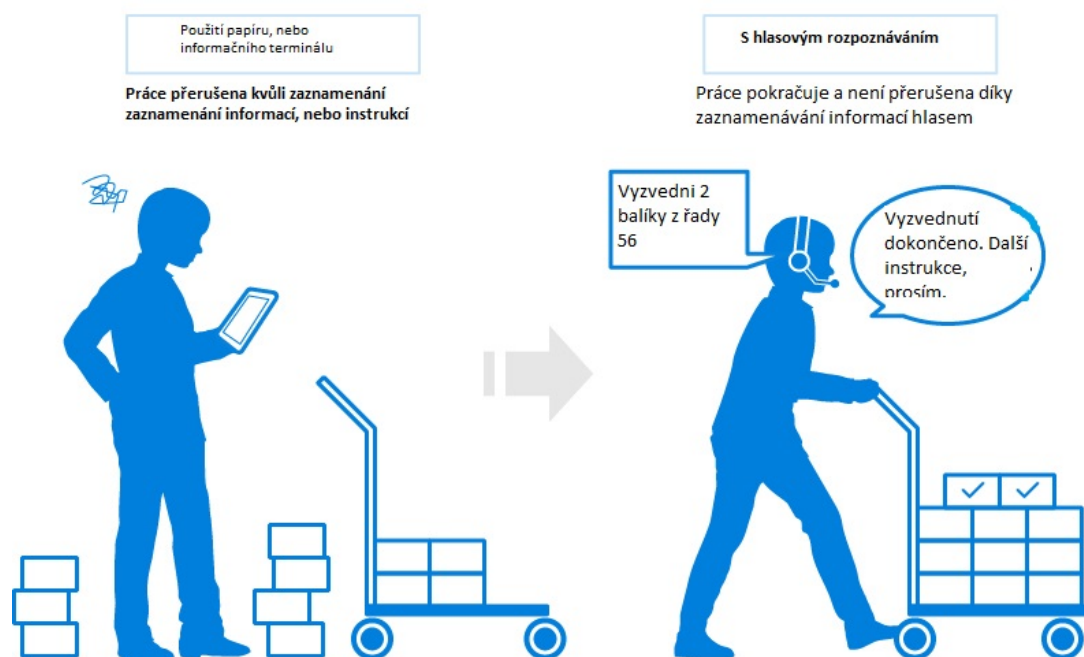 Použití papíru, nebo
informačního terminálu
Práce přerušena kvůli zaznamenání
zaznamenání informací, nebo instrukcí
S hlasovým rozpoznáváním
Práce pokračuje a není přerušena díky
zaznamenávání informací hlasem
Vyzvedni 2
balíky z řady
56
Vyzvednutí
dokončeno. Další
instrukce,
prosím.